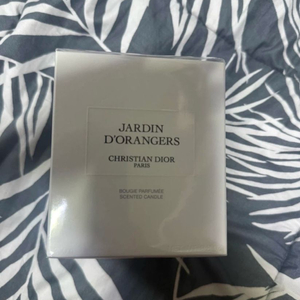 JARDIN
D'ORANGERS
CHRISTIAN DIOR
PARIS
BOUGIE PARFUMÉE
SCENTED CANDLE